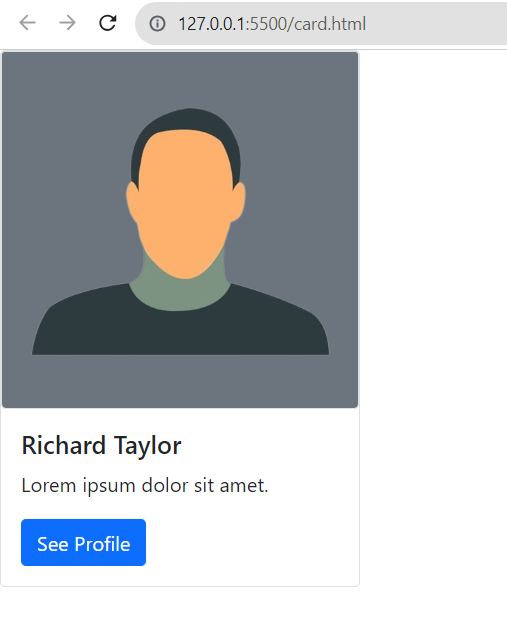 127.0.0.1:5500/card.html
Richard Taylor
Lorem ipsum dolor sit amet.
See Profile